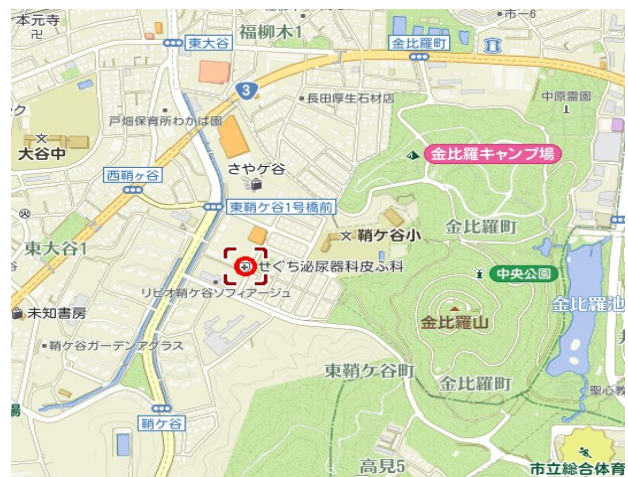 本元寺
福柳木1
市ー6
東大谷
金比羅町
3
長田厚生石材店
中原霊園
戸畑保育所わかば園
ク
大谷中
さやケ谷
金比羅キャンプ場
西鞘ヶ谷
東鞘ケ谷1号橋前
金比羅町
鞘ケ谷小
東大谷1
せぐち泌尿器科皮ふ科
中央公園
リビオ鞘ケ谷ソフィアージュ
金比羅池
未知書房
金比羅山
鞘ケ谷ガーデンアグラス
東鞘ケ谷町
金比羅町
聖心教
場
鞘ケ谷
高見5
市立総合体育